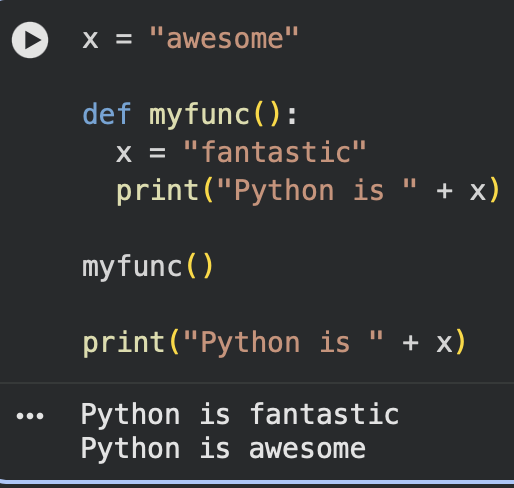 x = "awesome"
def myfunc():
  x = "fantastic"
  print("Python is " + x)
myfunc()
print("Python is " + x)
Python is fantastic
Python is awesome